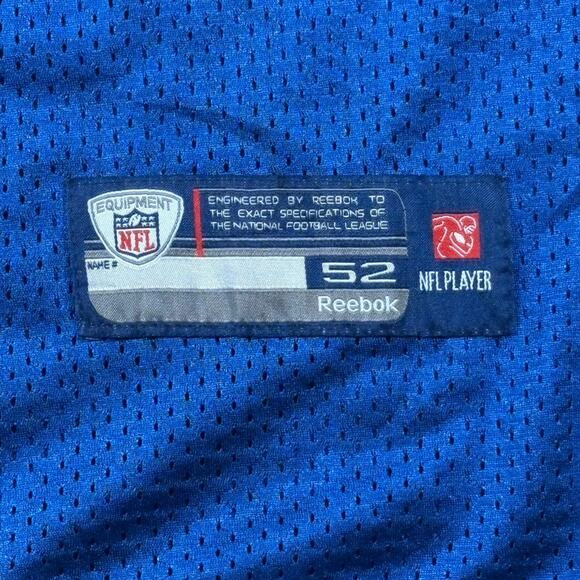 EQUIPMENT
NFL
ENGINEERED BY REEBOK TO
THE EXACT SPECIFICATIONS OF
THE NATIONAL FOOTBALL LEAGUE
NAME #
52
Reebok
NFL PLAYER